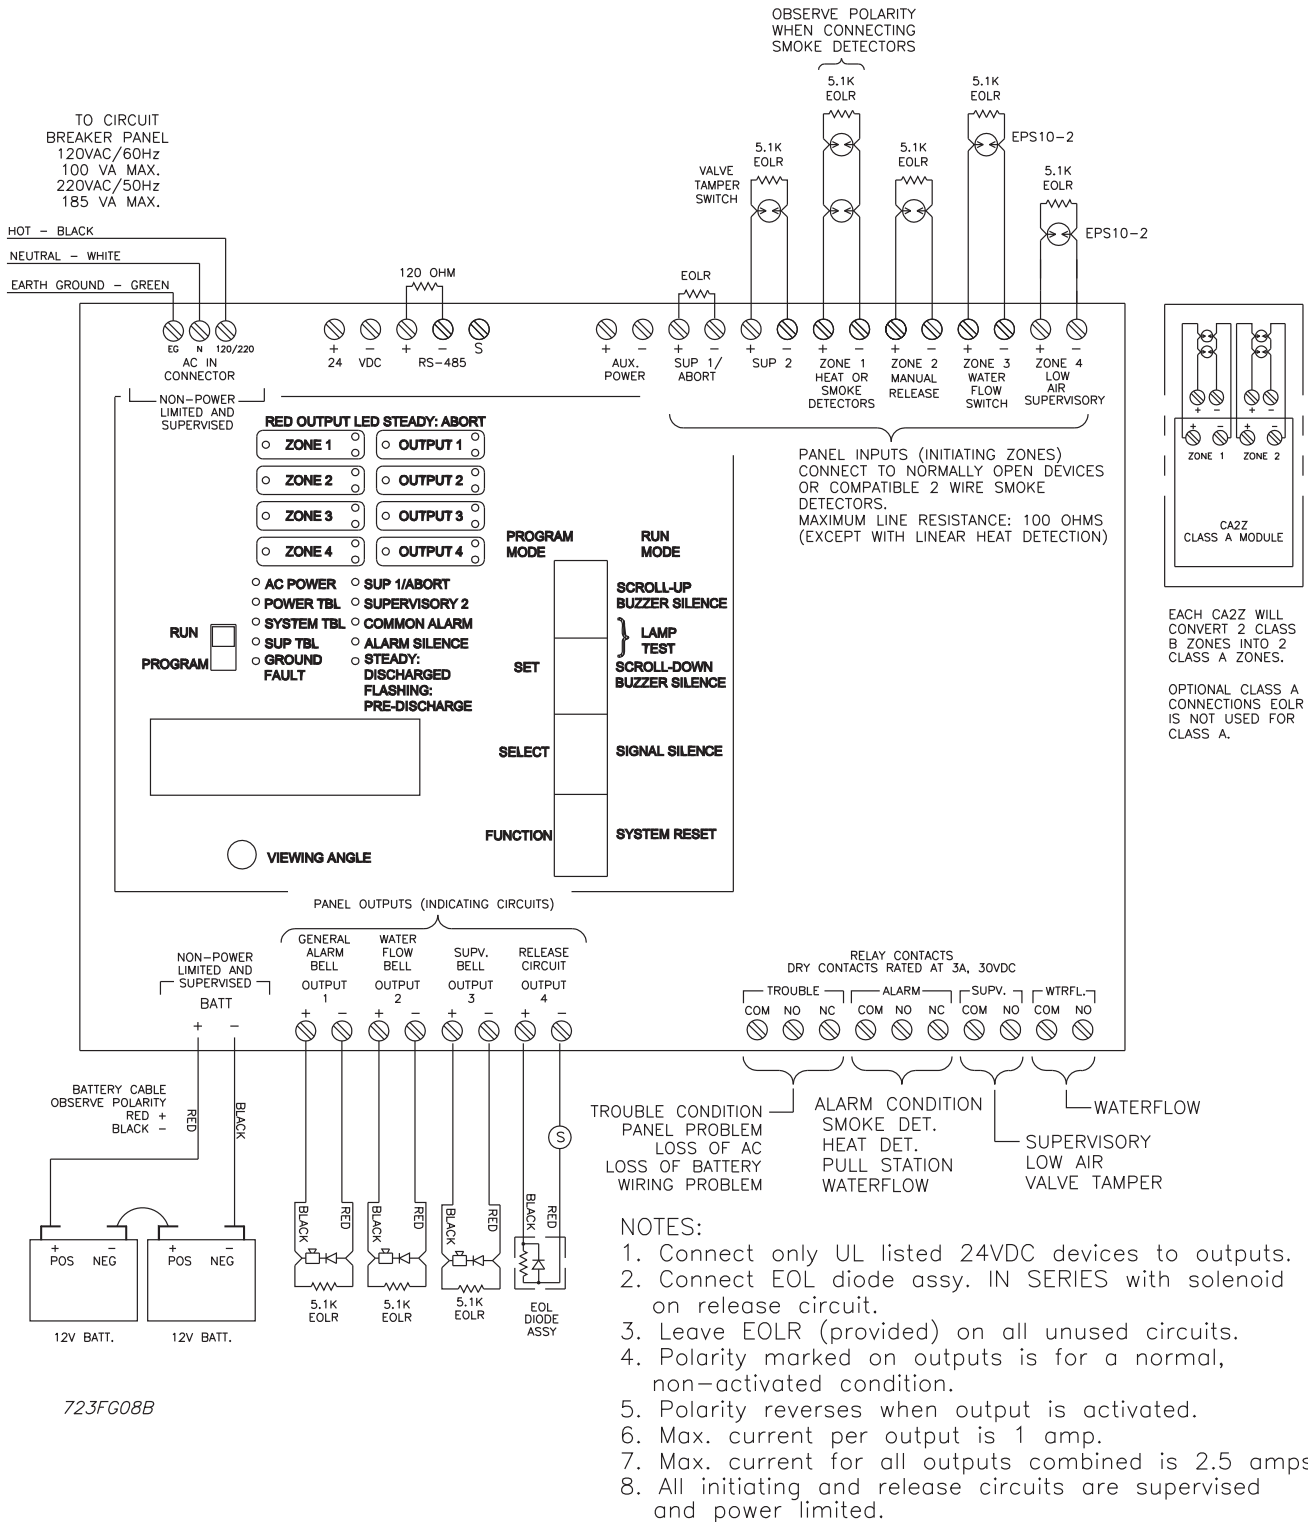 OBSERVE POLARITY
WHEN CONNECTING
SMOKE DETECTORS
5.1K
EOLR
5.1K
EOLR
EPS10-2
TO CIRCUIT
BREAKER PANEL
120VAC/60Hz
100 VA MAX.
220VAC/50Hz
185 VA MAX.
5.1K
EOLR
5.1K
EOLR
VALVE
TAMPER
SWITCH
5.1K
EOLR
EPS10-2
HOT - BLACK
NEUTRAL - WHITE
EARTH GROUND - GREEN
120 OHM
EOLR
EG N 120/220
AC IN
CONNECTOR
NON-POWER
LIMITED AND
SUPERVISED
+ -
24 VDC
+ - S
RS-485
+ -
AUX.
POWER
+ -
SUP 1/
ABORT
+ -
SUP 2
+ -
ZONE 1
HEAT OR
SMOKE
DETECTORS
+ -
ZONE 2
MANUAL
RELEASE
+ -
ZONE 3
WATER
FLOW
SWITCH
+ -
ZONE 4
LOW
AIR
SUPERVISORY
PANEL INPUTS (INITIATING ZONES)
CONNECT TO NORMALLY OPEN DEVICES
OR COMPATIBLE 2 WIRE SMOKE
DETECTORS.
MAXIMUM LINE RESISTANCE: 100 OHMS
(EXCEPT WITH LINEAR HEAT DETECTION)
+ - + -
+ - + -
ZONE 1 ZONE 2
CA2Z
CLASS A MODULE
EACH CA2Z WILL
CONVERT 2 CLASS
B ZONES INTO 2
CLASS A ZONES.
OPTIONAL CLASS A
CONNECTIONS EOLR
IS NOT USED FOR
CLASS A.
RED OUTPUT LED STEADY: ABORT
ZONE 1 OUTPUT 1
ZONE 2 OUTPUT 2
ZONE 3 OUTPUT 3
ZONE 4 OUTPUT 4
AC POWER
POWER TBL
SYSTEM TBL
SUP TBL
GROUND
FAULT
SUP 1/ABORT
SUPERVISORY 2
COMMON ALARM
ALARM SILENCE
STEADY:
DISCHARGED
FLASHING:
PRE-DISCHARGE
RUN
PROGRAM
PROGRAM
MODE
RUN
MODE
SCROLL-UP
BUZZER SILENCE
} LAMP
TEST
SET
SCROLL-DOWN
BUZZER SILENCE
SELECT
SIGNAL SILENCE
FUNCTION
SYSTEM RESET
VIEWING ANGLE
PANEL OUTPUTS (INDICATING CIRCUITS)
NON-POWER
LIMITED AND
SUPERVISED
BATT
+ -
GENERAL
ALARM
BELL
OUTPUT
1
+ -
WATER
FLOW
BELL
OUTPUT
2
+ -
SUPV.
BELL
OUTPUT
3
+ -
RELEASE
CIRCUIT
OUTPUT
4
+ -
RELAY CONTACTS
DRY CONTACTS RATED AT 3A, 30VDC
TROUBLE ALARM SUPV. WTRFL.
COM NO NC COM NO NC COM NO COM NO
BATTERY CABLE
OBSERVE POLARITY
RED +
BLACK -
RED
BLACK
TROUBLE CONDITION
PANEL PROBLEM
LOSS OF AC
LOSS OF BATTERY
WIRING PROBLEM
ALARM CONDITION
SMOKE DET.
HEAT DET.
PULL STATION
WATERFLOW
SUPERVISORY
LOW AIR
VALVE TAMPER
WATERFLOW
S
BLACK
RED
BLACK
RED
BLACK
RED
BLACK
RED
+ -
POS NEG
+ -
POS NEG
12V BATT.
12V BATT.
5.1K
EOLR
5.1K
EOLR
5.1K
EOLR
EOL
DIODE
ASSY
723FG08B
NOTES:
1. Connect only UL listed 24VDC devices to outputs.
2. Connect EOL diode assy. IN SERIES with solenoid
on release circuit.
3. Leave EOLR (provided) on all unused circuits.
4. Polarity marked on outputs is for a normal,
non-activated condition.
5. Polarity reverses when output is activated.
6. Max. current per output is 1 amp.
7. Max. current for all outputs combined is 2.5 amps
8. All initiating and release circuits are supervised
and power limited.